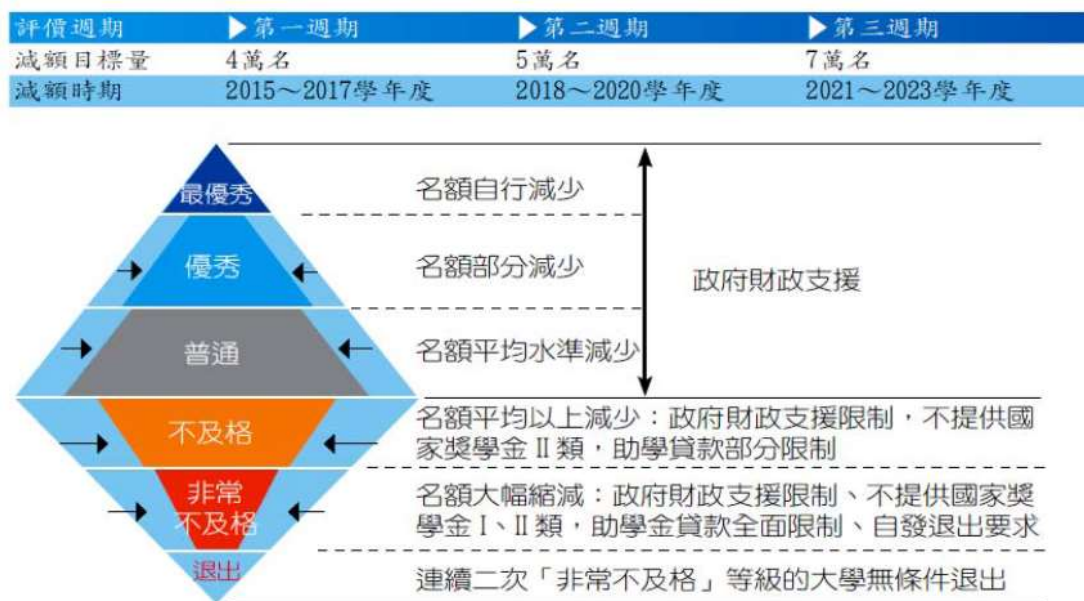 評價週期 ▶第一週期 ▶第二週期 ▶第三週期
減額目標量 4萬名 5萬名 7萬名
減額時期 2015～2017學年度 2018～2020學年度 2021～2023學年度
最優秀 名額自行減少
優秀 名額部分減少
政府財政支援
普通 名額平均水準減少
不及格
名額平均以上減少：政府財政支援限制，不提供國
家獎學金Ⅱ類，助學貸款部分限制
非常
不及格
名額大幅縮減：政府財政支援限制、不提供國家獎
學金Ⅰ、Ⅱ類，助學金貸款全面限制、自發退出要求
退出 連續二次「非常不及格」等級的大學無條件退出